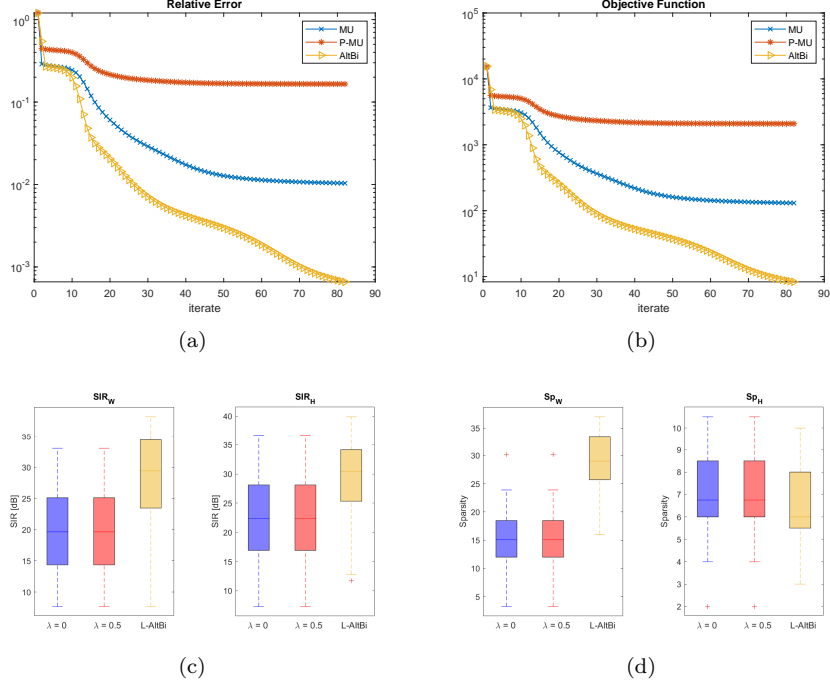 Relative Error
10^0
10^-1
10^-2
10^-3
0 10 20 30 40 50 60 70 80 90
iterate
MU
P-MU
AltBi
(a)
Objective Function
10^5
10^4
10^3
10^2
10^1
0 10 20 30 40 50 60 70 80 90
iterate
MU
P-MU
AltBi
(b)
SIR_W
SIR [dB]
35
30
25
20
15
10
λ = 0 λ = 0.5 L-AltBi
SIR_H
SIR [dB]
40
35
30
25
20
15
10
λ = 0 λ = 0.5 L-AltBi
(c)
Sp_W
Sparsity
35
30
25
20
15
10
5
λ = 0 λ = 0.5 L-AltBi
Sp_H
Sparsity
10
9
8
7
6
5
4
3
2
λ = 0 λ = 0.5 L-AltBi
(d)